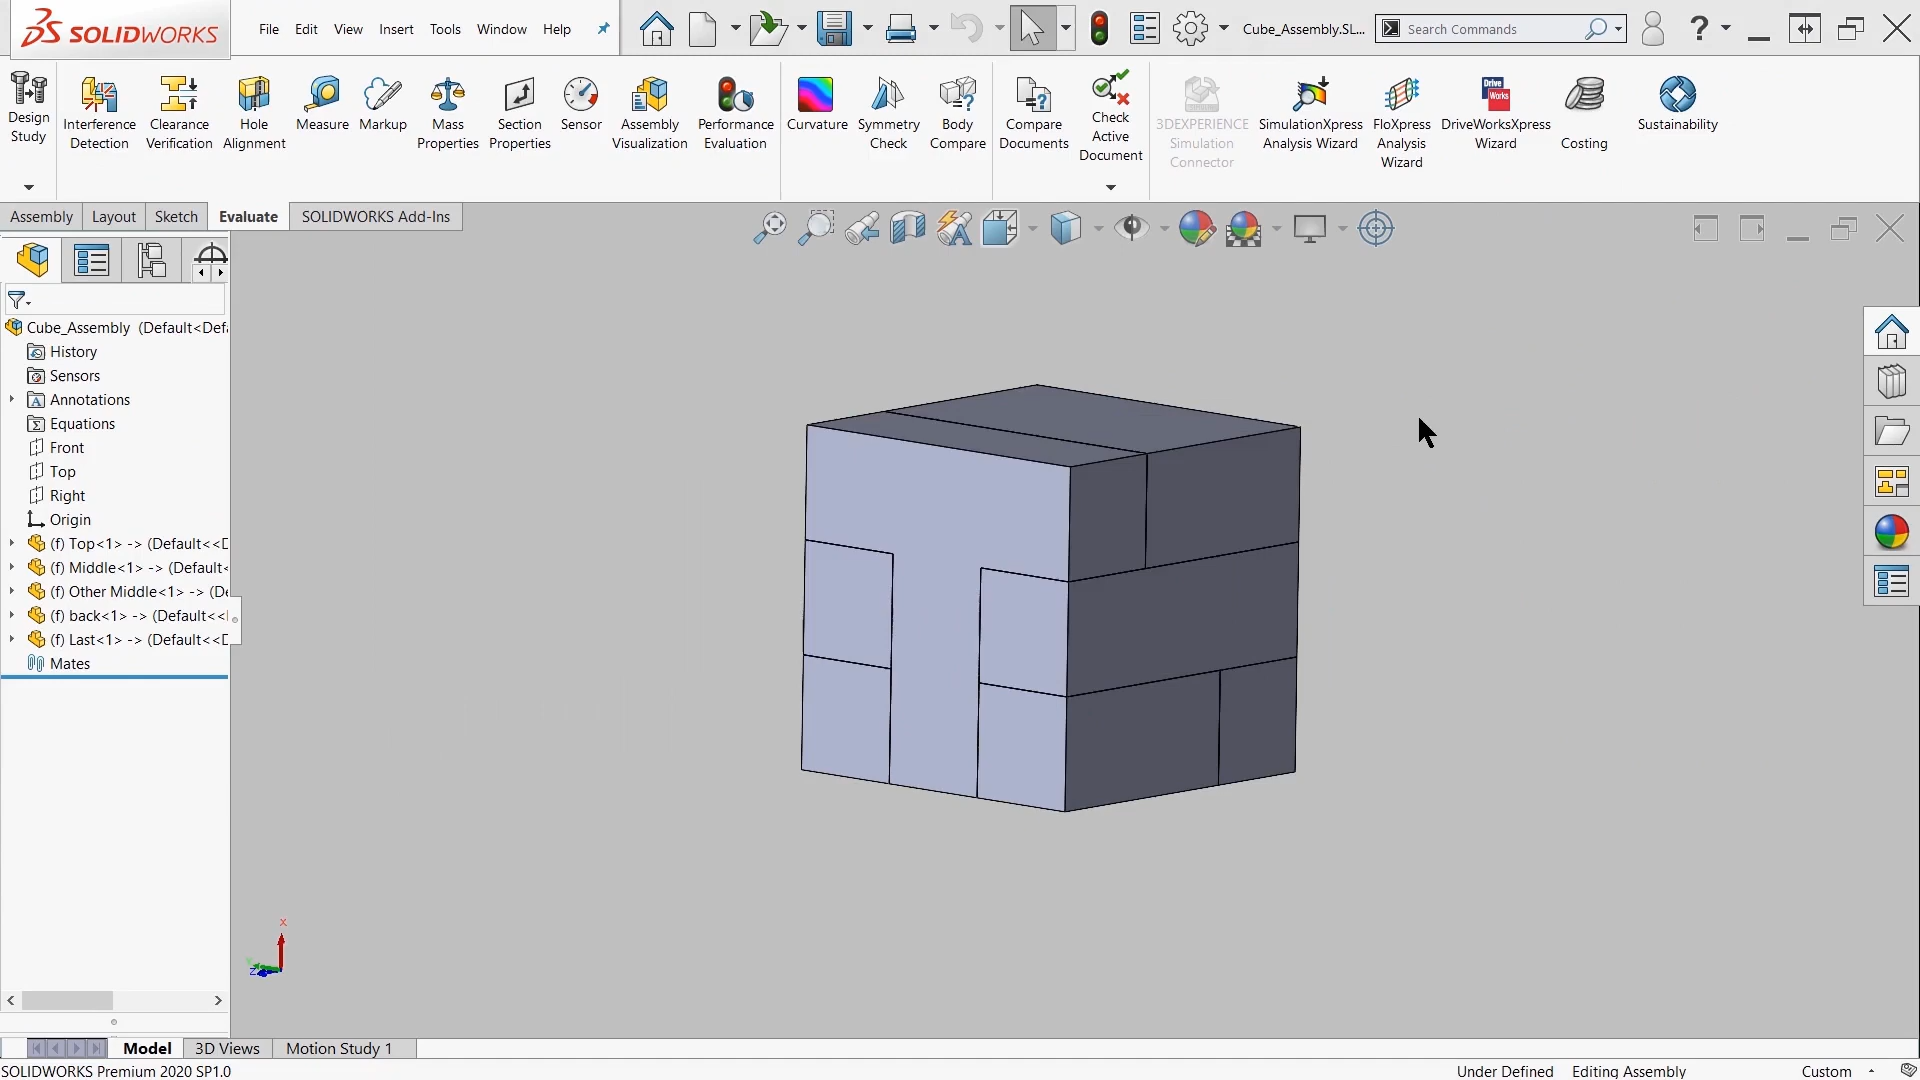 SOLIDWORKS
File Edit View Insert Tools Window Help
Cube_Assembly.SL...
Search Commands
Design Study
Interference Detection
Clearance Verification
Hole Alignment
Measure
Markup
Mass Properties
Section Properties
Sensor
Assembly Visualization
Performance Evaluation
Curvature
Symmetry Check
Body Compare
Compare Documents
Check Active Document
3DEXPERIENCE Simulation Connector
SimulationXpress Analysis Wizard
FloXpress Analysis Wizard
Drive Works
DriveWorksXpress Wizard
Costing
Sustainability
Assembly Layout Sketch Evaluate SOLIDWORKS Add-Ins
Cube_Assembly (Default<Def
History
Sensors
Annotations
Equations
Front
Top
Right
Origin
(f) Top<1> -> (Default<<D
(f) Middle<1> -> (Default<
(f) Other Middle<1> -> (De
(f) back<1> -> (Default<<
(f) Last<1> -> (Default<<D
Mates
X
Y
Z
Model 3D Views Motion Study 1
SOLIDWORKS Premium 2020 SP1.0
Under Defined Editing Assembly Custom